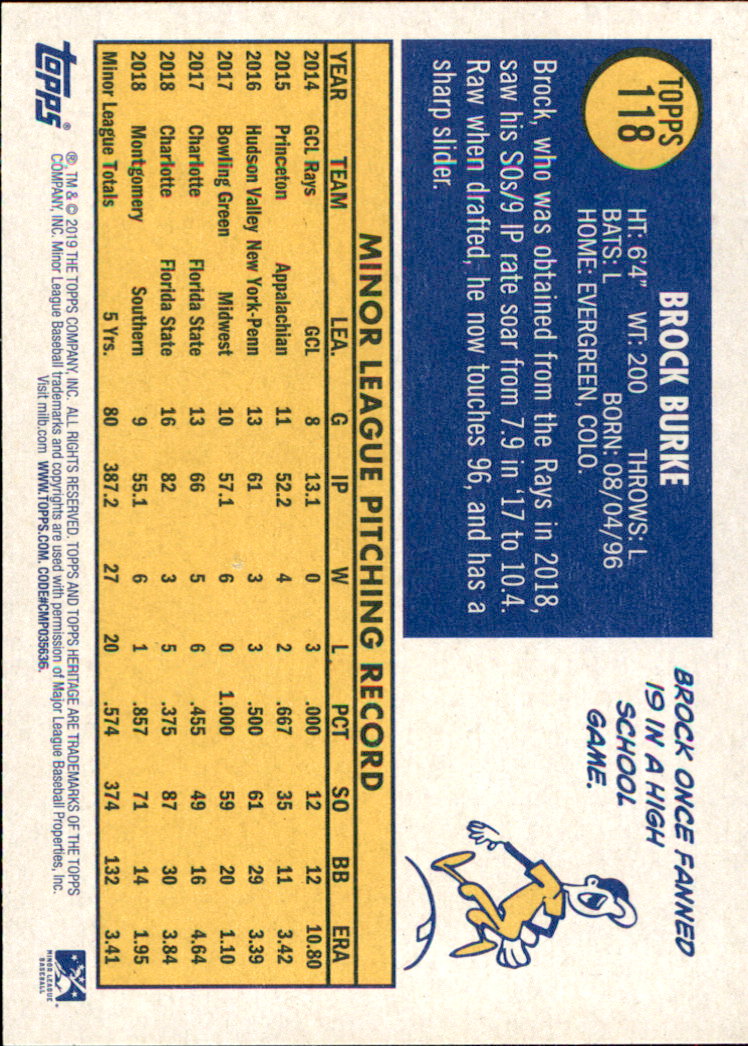 TOPPS
118
BROCK BURKE
HT: 6'4" WT: 200 THROWS: L
BATS: L BORN: 08/04/96
HOME: EVERGREEN, COLO.
Brock, who was obtained from the Rays in 2018,
saw his SOs/9 IP rate soar from 7.9 in '17 to 10.4.
Raw when drafted, he now touches 96, and has a
sharp slider.
BROCK ONCE FANNED
19 IN A HIGH
SCHOOL
GAME.
MINOR LEAGUE PITCHING RECORD
YEAR TEAM LEA. G IP W L PCT SO BB ERA
2014 GCL Rays GCL 8 13.1 0 3 .000 12 12 10.80
2015 Princeton Appalachian 11 52.2 4 2 .667 35 11 3.42
2016 Hudson Valley New York-Penn 13 61 3 3 .500 61 29 3.39
2017 Bowling Green Midwest 10 57.1 6 0 1.000 59 20 1.10
2017 Charlotte Florida State 13 66 5 6 .455 49 16 4.64
2018 Charlotte Florida State 16 82 3 5 .375 87 30 3.84
2018 Montgomery Southern 9 55.1 6 1 .857 71 14 1.95
Minor League Totals 5 Yrs. 80 387.2 27 20 .574 374 132 3.41
topps®
®, TM & © 2019 THE TOPPS COMPANY, INC. ALL RIGHTS RESERVED. TOPPS AND TOPPS HERITAGE ARE TRADEMARKS OF THE TOPPS
COMPANY, INC. Minor League Baseball trademarks and copyrights are used with permission of Major League Baseball Properties, Inc.
Visit milb.com WWW.TOPPS.COM. CODE#CMP035636.
MINOR LEAGUE
BASEBALL